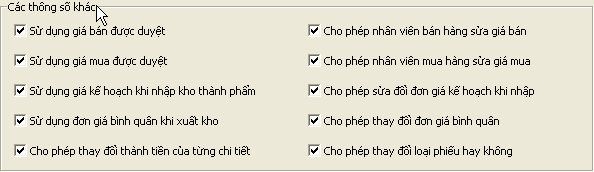 Các thông số khác
Sử dụng giá bán được duyệt
Cho phép nhân viên bán hàng sửa giá bán
Sử dụng giá mua được duyệt
Cho phép nhân viên mua hàng sửa giá mua
Sử dụng giá kế hoạch khi nhập kho thành phẩm
Cho phép sửa đổi đơn giá kế hoạch khi nhập
Sử dụng đơn giá bình quân khi xuất kho
Cho phép thay đổi đơn giá bình quân
Cho phép thay đổi thành tiền của từng chi tiết
Cho phép thay đổi loại phiếu hay không